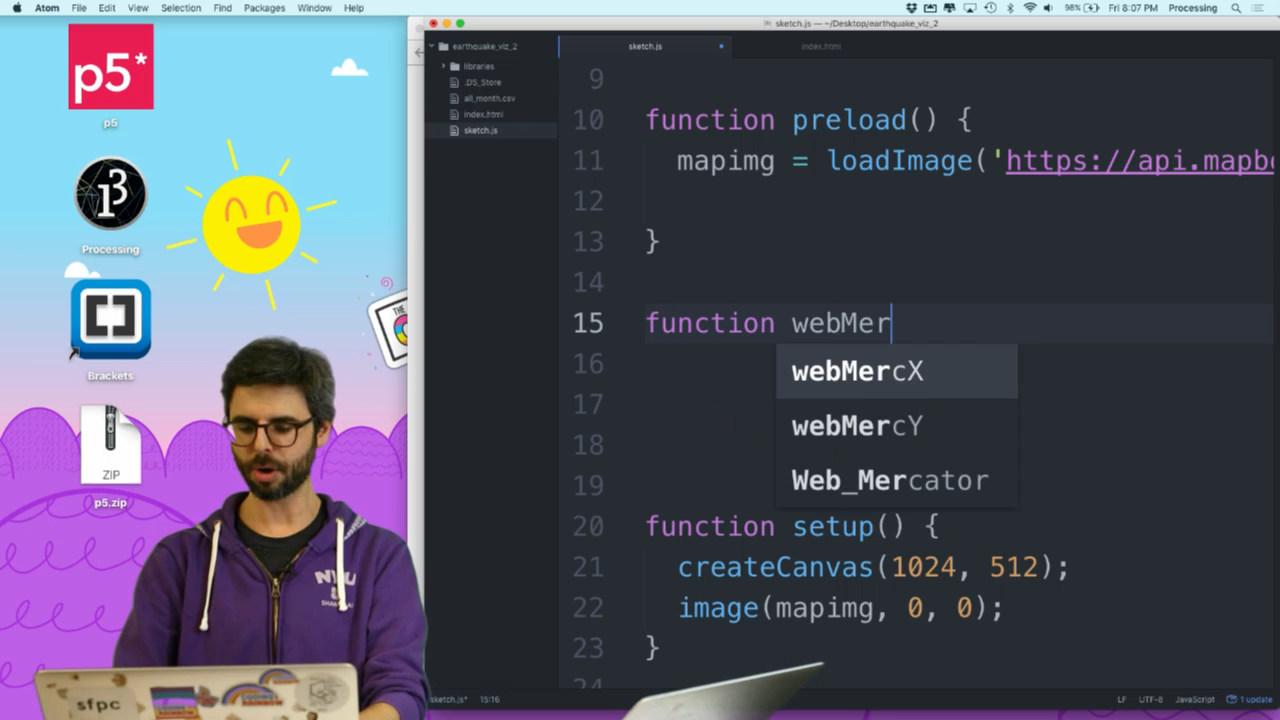 Atom File Edit View Selection Find Packages Window Help 98% Fri 8:07 PM Processing
sketch.js — ~/Desktop/earthquake_viz_2
earthquake_viz_2
libraries
.DS_Store
all_month.csv
index.html
sketch.js
sketch.js
index.html
p5*
p5
Processing
Brackets
ZIP
p5.zip
THE
9
10 function preload() {
11 mapimg = loadImage('https://api.mapb
12
13 }
14
15 function webMer
16
17
18
19
webMercX
webMercY
Web_Mercator
20 function setup() {
21 createCanvas(1024, 512);
22 image(mapimg, 0, 0);
23 }
24
NYU
sfpc
sketch.js* 15:16
LF UTF-8 JavaScript 1 update